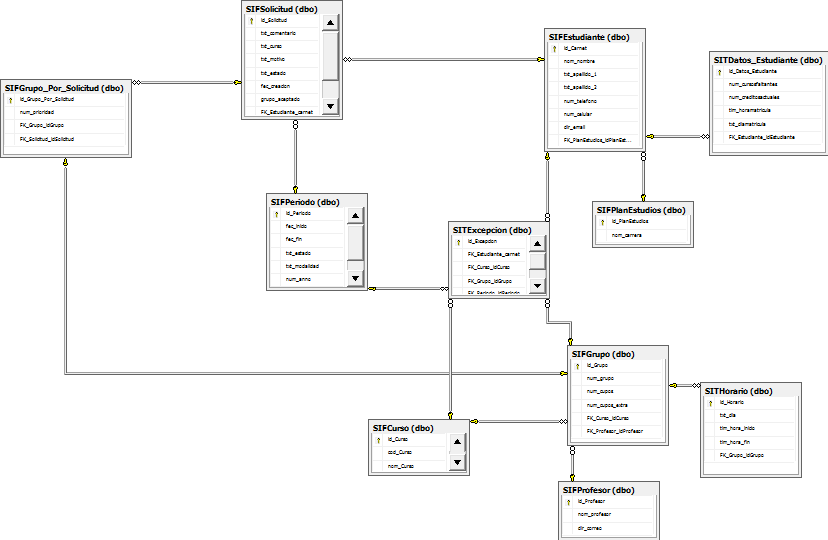 SIFSolicitud (dbo)
id_Solicitud
txt_comentario
txt_curso
txt_motivo
txt_estado
fec_creacion
grupo_aceptado
FK_Estudiante_carnet
SIFEstudiante (dbo)
id_Carnet
nom_nombre
txt_apellido_1
txt_apellido_2
num_telefono
num_celular
dir_email
FK_PlanEstudios_idPlanEst...
SITDatos_Estudiante (dbo)
id_Datos_Estudiante
num_cursosfaltantes
num_creditosactuales
tim_horamatricula
txt_diamatricula
FK_Estudiante_idEstudiante
SIFGrupo_Por_Solicitud (dbo)
id_Grupo_Por_Solicitud
num_prioridad
FK_Grupo_idGrupo
FK_Solicitud_idSolicitud
SIFPeriodo (dbo)
id_Periodo
fec_inicio
fec_fin
txt_estado
txt_modalidad
num_anno
SITExcepcion (dbo)
id_Excepcion
FK_Estudiante_carnet
FK_Curso_idCurso
FK_Grupo_idGrupo
FK_Periodo_idPeriodo
SIFPlanEstudios (dbo)
id_PlanEstudios
nom_carrera
SIFGrupo (dbo)
id_Grupo
num_grupo
num_cupos
num_cupos_extra
FK_Curso_idCurso
FK_Profesor_idProfesor
SITHorario (dbo)
id_Horario
txt_dia
tim_hora_inicio
tim_hora_fin
FK_Grupo_idGrupo
SIFCurso (dbo)
id_Curso
cod_Curso
nom_Curso
SIFProfesor (dbo)
id_Profesor
nom_profesor
dir_correo